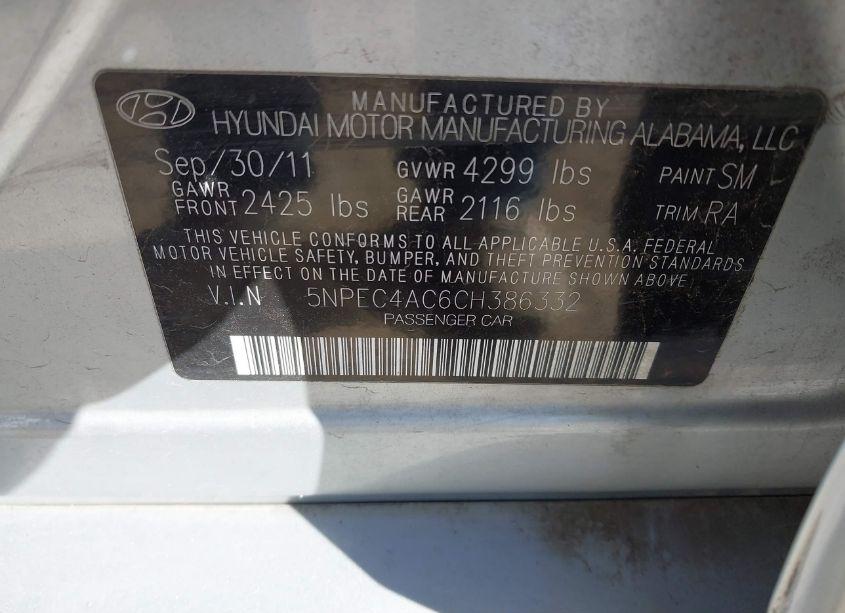 MANUFACTURED BY
HYUNDAI MOTOR MANUFACTURING ALABAMA, LLC
Sep/30/11 GVWR 4299 lbs PAINT SM
GAWR FRONT 2425 lbs GAWR REAR 2116 lbs TRIM RA
THIS VEHICLE CONFORMS TO ALL APPLICABLE U.S.A. FEDERAL
MOTOR VEHICLE SAFETY, BUMPER, AND THEFT PREVENTION STANDARDS
IN EFFECT ON THE DATE OF MANUFACTURE SHOWN ABOVE
V.I.N 5NPEC4AC6CH386332
PASSENGER CAR